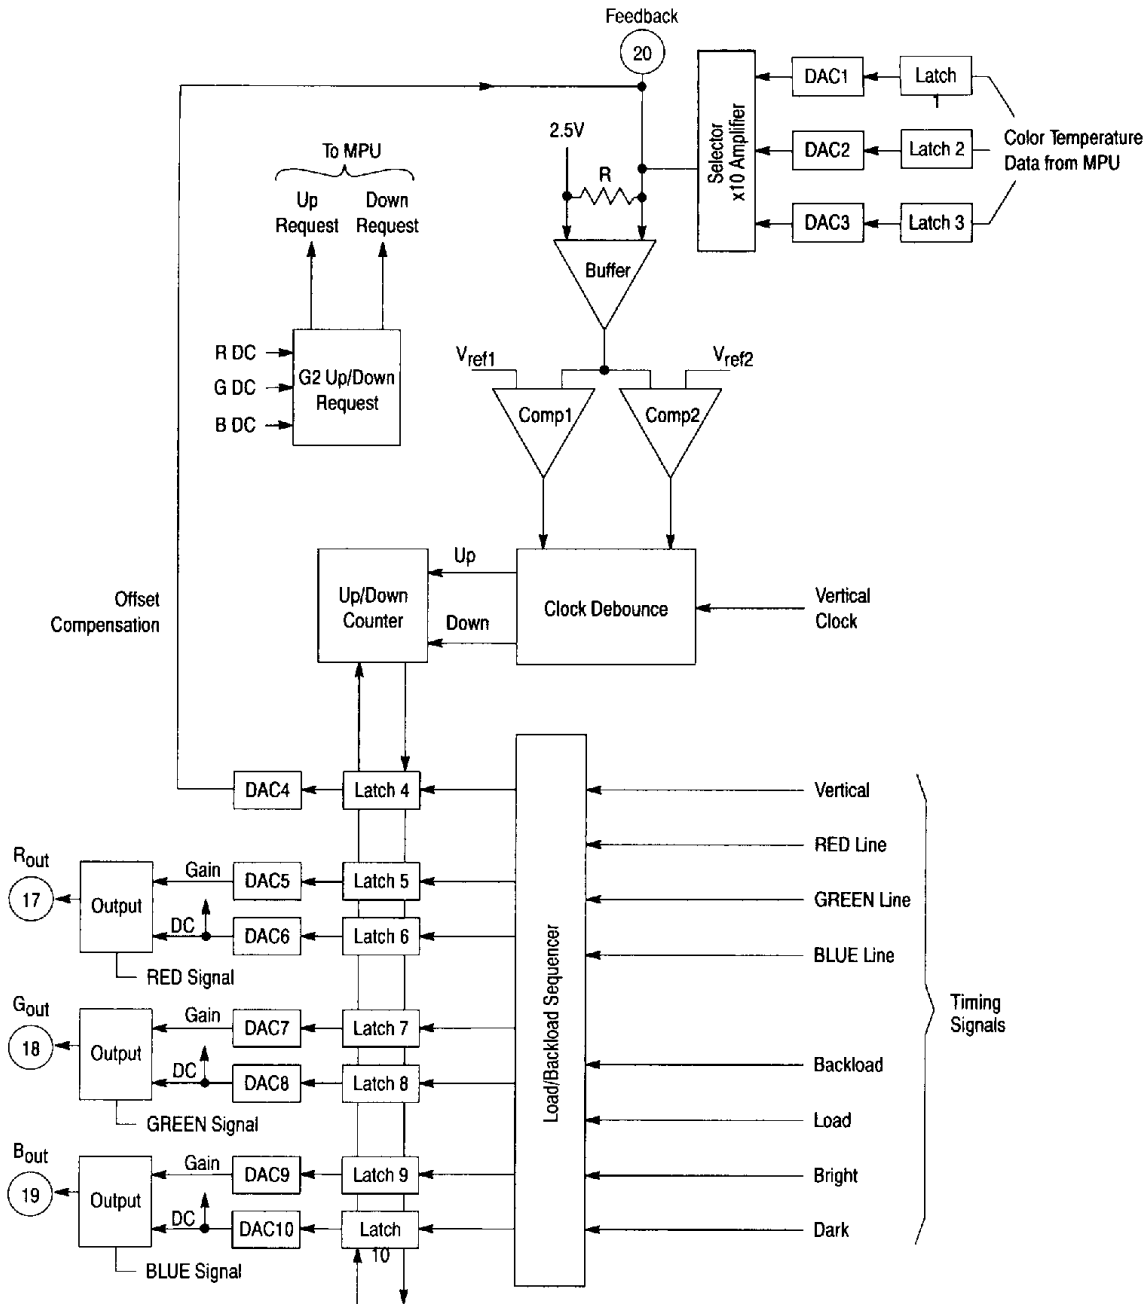 Feedback
20
DAC1
Latch
1
Selector
x10 Amplifier
2.5V
R
DAC2
Latch 2
Color Temperature
Data from MPU
DAC3
Latch 3
To MPU
Up
Request
Down
Request
Buffer
R DC
G DC
B DC
G2 Up/Down
Request
Vref1
Vref2
Comp1
Comp2
Offset
Compensation
Up/Down
Counter
Up
Down
Clock Debounce
Vertical
Clock
DAC4
Latch 4
Load/Backload Sequencer
Vertical
RED Line
GREEN Line
BLUE Line
Backload
Load
Bright
Dark
Timing
Signals
Rout
17
Output
Gain
DAC5
Latch 5
DC
DAC6
Latch 6
RED Signal
Gout
18
Output
Gain
DAC7
Latch 7
DC
DAC8
Latch 8
GREEN Signal
Bout
19
Output
Gain
DAC9
Latch 9
DC
DAC10
Latch
10
BLUE Signal